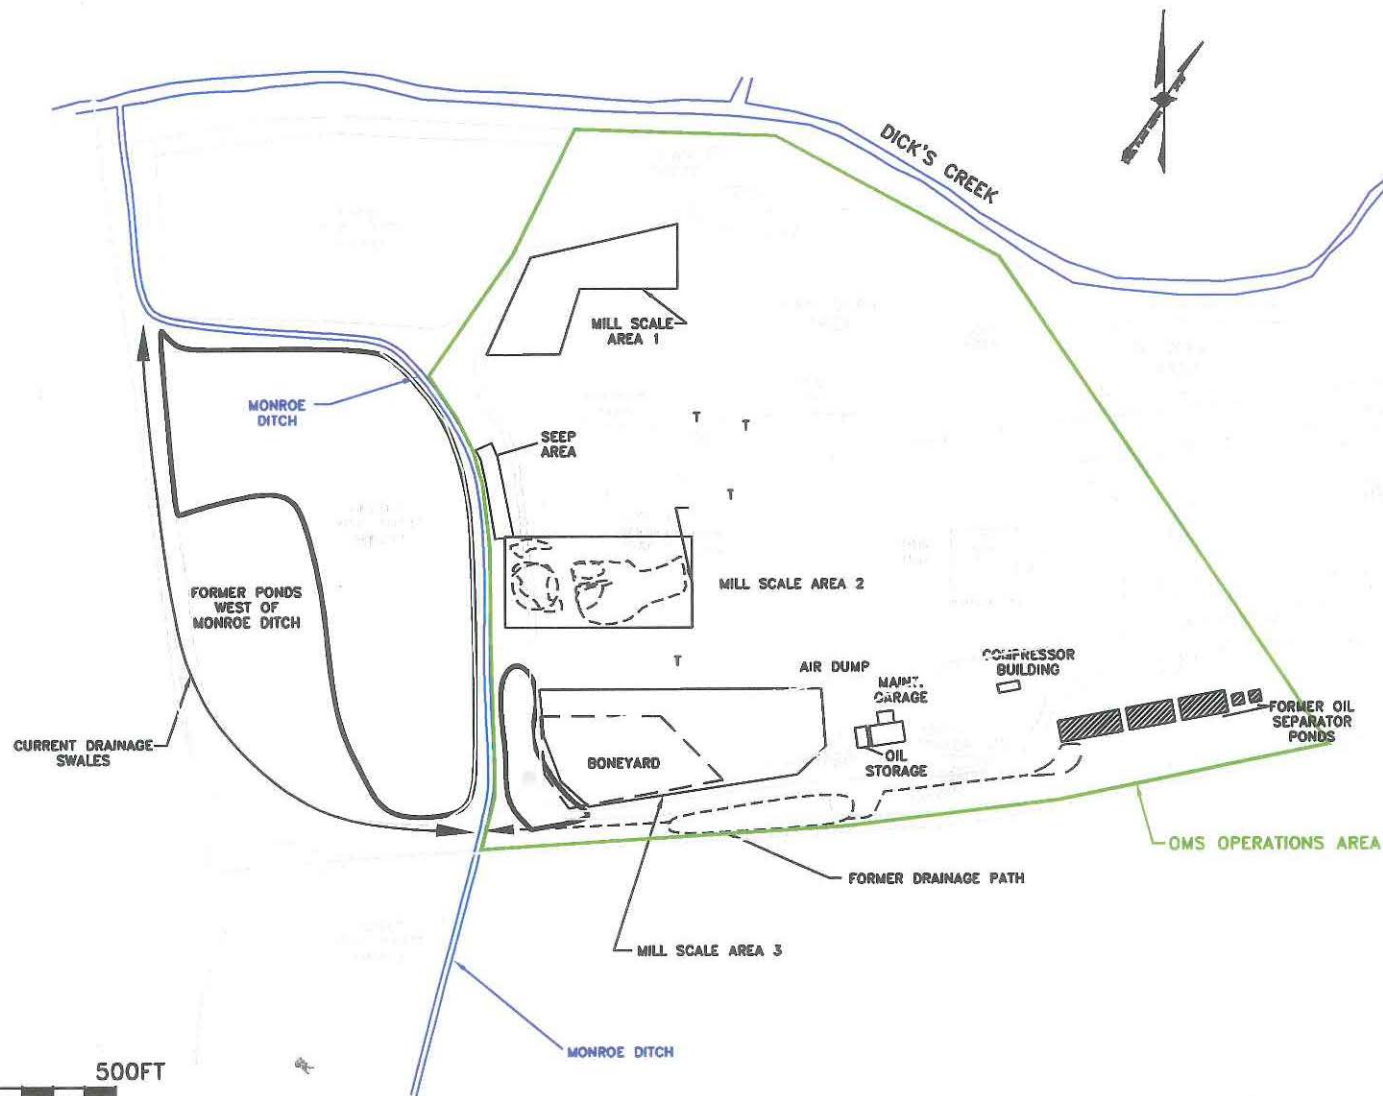 DICK'S CREEK
MILL SCALE
AREA 1
MONROE
DITCH
T
T
SEEP
AREA
T
MILL SCALE AREA 2
FORMER PONDS
WEST OF
MONROE DITCH
T
AIR DUMP
COMPRESSOR
BUILDING
MAINT.
GARAGE
FORMER OIL
SEPARATOR
PONDS
CURRENT DRAINAGE
SWALES
BONEYARD
OIL
STORAGE
OMS OPERATIONS AREA
FORMER DRAINAGE PATH
MILL SCALE AREA 3
MONROE DITCH
500FT